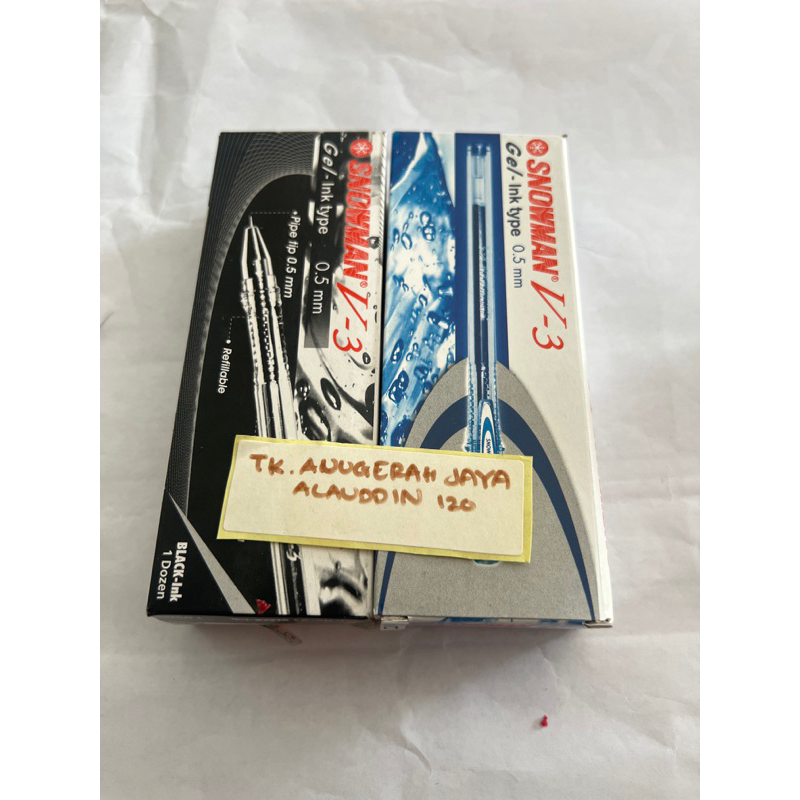 SNOWMAN® V-3
Gel-Ink type 0.5 mm
• Pipe tip 0.5 mm
• Refillable
BLACK-Ink
1 Dozen
SNOWMAN® V-3
Gel-Ink type 0.5 mm
TK. ANUGERAH JAYA
ALAUDDIN 120